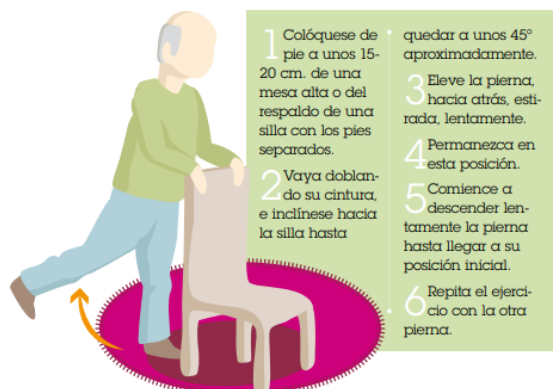 1 Colóquese de
pie a unos 15-
20 cm. de una
mesa alta o del
respaldo de una
silla con los pies
separados.
2 Vaya doblan-
do su cintura,
e inclínese hacia
la silla hasta
quedar a unos 45º
aproximadamente.
3 Eleve la pierna,
hacia atrás, esti-
rada, lentamente.
4 Permanezca en
esta posición.
5 Comience a
descender len-
tamente la pierna
hasta llegar a su
posición inicial.
6 Repita el ejerci-
cio con la otra
pierna.